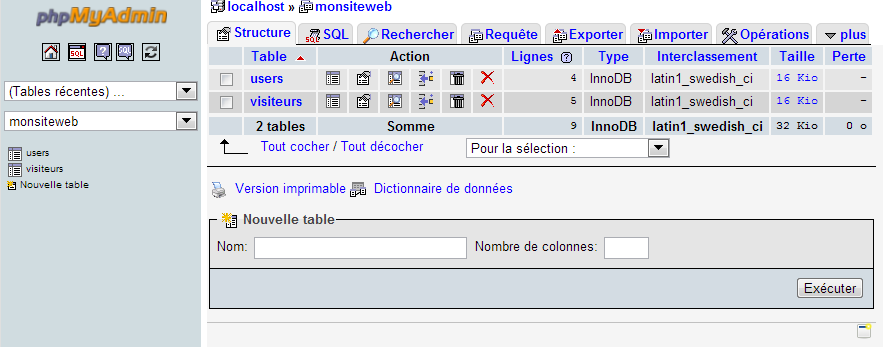 phpMyAdmin
(Tables récentes) ...
monsiteweb
users
visiteurs
Nouvelle table
localhost » monsiteweb
Structure SQL Rechercher Requête Exporter Importer Opérations plus
Table Action Lignes Type Interclassement Taille Perte
users 4 InnoDB latin1_swedish_ci 16 Kio -
visiteurs 5 InnoDB latin1_swedish_ci 16 Kio -
2 tables Somme 9 InnoDB latin1_swedish_ci 32 Kio 0 o
Tout cocher / Tout décocher Pour la sélection :
Version imprimable Dictionnaire de données
Nouvelle table
Nom: Nombre de colonnes:
Exécuter